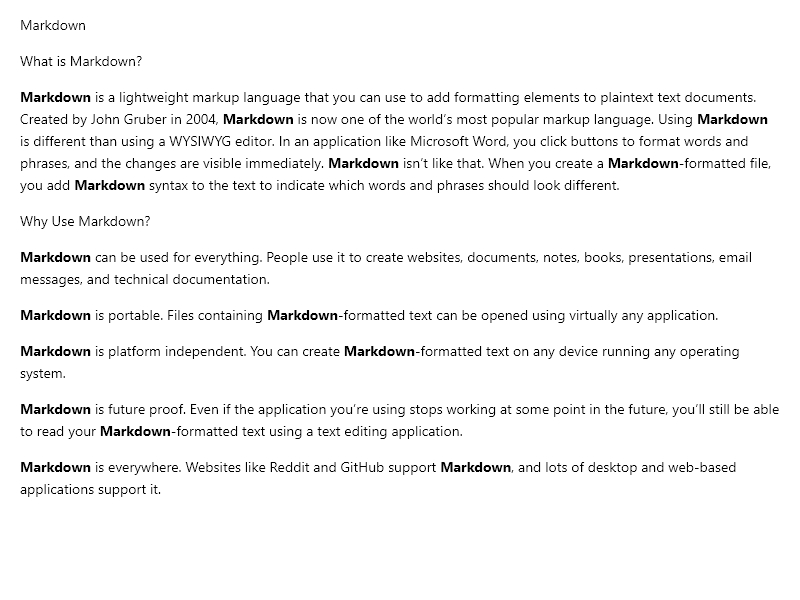 Markdown
What is Markdown?
Markdown is a lightweight markup language that you can use to add formatting elements to plaintext text documents.
Created by John Gruber in 2004, Markdown is now one of the world’s most popular markup language. Using Markdown
is different than using a WYSIWYG editor. In an application like Microsoft Word, you click buttons to format words and
phrases, and the changes are visible immediately. Markdown isn’t like that. When you create a Markdown-formatted file,
you add Markdown syntax to the text to indicate which words and phrases should look different.
Why Use Markdown?
Markdown can be used for everything. People use it to create websites, documents, notes, books, presentations, email
messages, and technical documentation.
Markdown is portable. Files containing Markdown-formatted text can be opened using virtually any application.
Markdown is platform independent. You can create Markdown-formatted text on any device running any operating
system.
Markdown is future proof. Even if the application you’re using stops working at some point in the future, you’ll still be able
to read your Markdown-formatted text using a text editing application.
Markdown is everywhere. Websites like Reddit and GitHub support Markdown, and lots of desktop and web-based
applications support it.